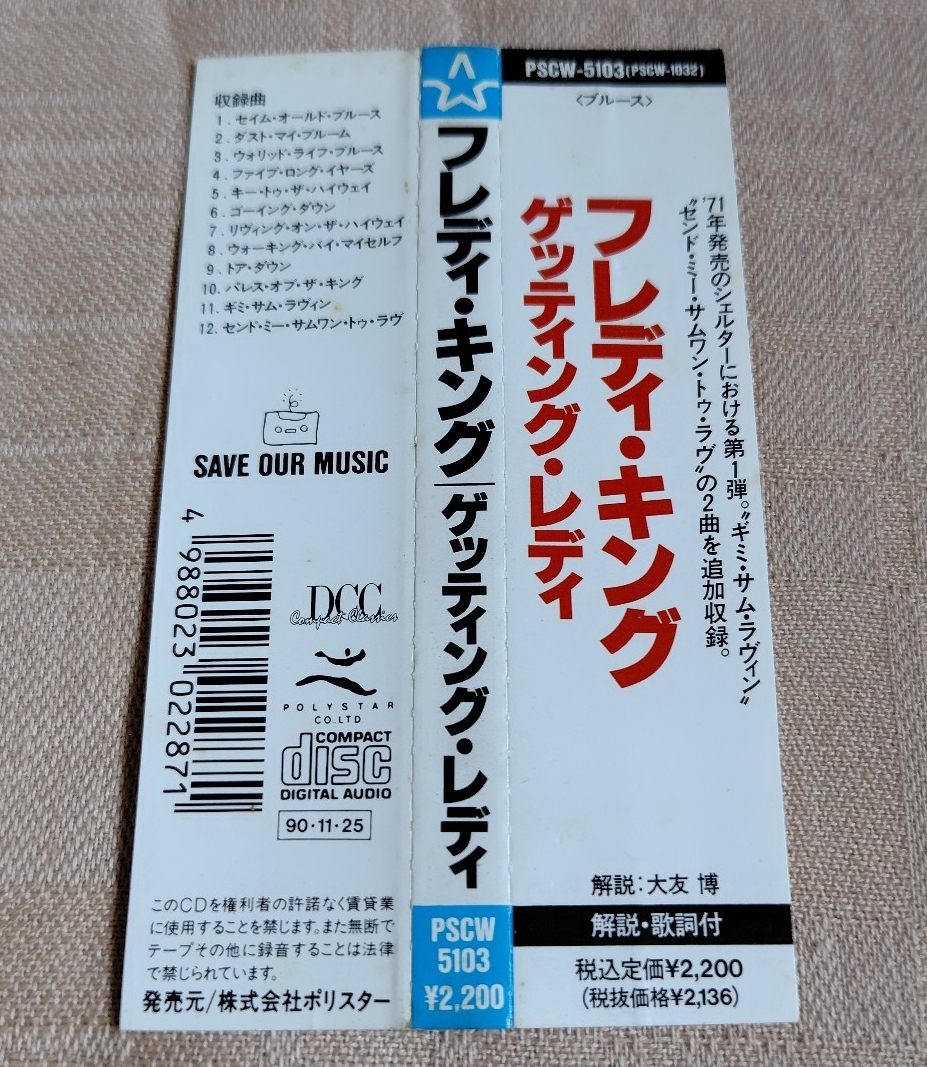 収録曲
1. セイム・オールド・ブルース
2. ダスト・マイ・ブルーム
3. ウォリッド・ライフ・ブルース
4. ファイブ・ロング・イヤーズ
5. キー・トゥ・ザ・ハイウェイ
6. ゴーイング・ダウン
7. リヴィング・オン・ザ・ハイウェイ
8. ウォーキング・バイ・マイセルフ
9. トア・ダウン
10. パレス・オブ・ザ・キング
11. ギミ・サム・ラヴィン
12. センド・ミー・サムワン・トゥ・ラヴ
SAVE OUR MUSIC
4 988023 022871
DCC
Compact Classics
POLYSTAR
CO.LTD
COMPACT
disc
DIGITAL AUDIO
90・11・25
このCDを権利者の許諾なく賃貸業
に使用することを禁じます。また無断で
テープその他に録音することは法律
で禁じられています。
発売元/株式会社ポリスター
フレディ・キング|ゲッティング・レディ
PSCW
5103
¥2,200
PSCW-5103(PSCW-1032)
〈ブルース〉
フレディ・キング
ゲッティング・レディ
'71年発売のシェルターにおける第1弾。〝ギミ・サム・ラヴィン〟
〝センド・ミー・サムワン・トゥ・ラヴ〟の2曲を追加収録。
解説:大友 博
解説・歌詞付
税込定価¥2,200
(税抜価格¥2,136)